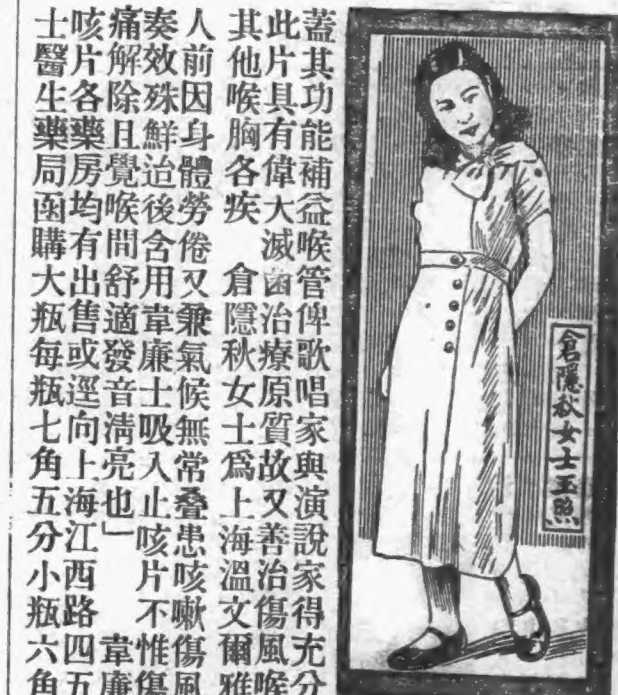 蓋其功能補益喉管俾歌唱家與演說家得充分
此片具有偉大滅菌治療原質故又善治傷風喉
其他喉胸各疾　倉隱秋女士爲上海溫文爾雅
人前因身體勞倦又兼氣候無常叠患咳嗽傷風
奏效殊鮮迨後含用韋廉士吸入止咳片不惟傷
痛解除且覺喉間舒適發音淸亮也」　韋廉
咳片各藥房均有出售或逕向上海江西路四五
士醫生藥局函購大瓶每瓶七角五分小瓶六角
倉隱秋女士玉照